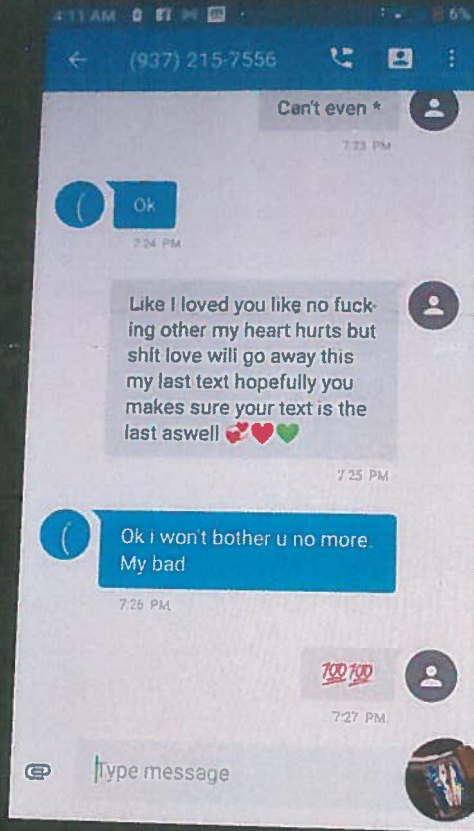 4:11 AM
6%
(937) 215-7556
Can't even *
7:23 PM
Ok
7:24 PM
Like I loved you like no fuck-
ing other my heart hurts but
shit love will go away this
my last text hopefully you
makes sure your text is the
last aswell 💞❤️💚
7:25 PM
Ok i won't bother u no more.
My bad
7:26 PM
💯💯
7:27 PM
Type message